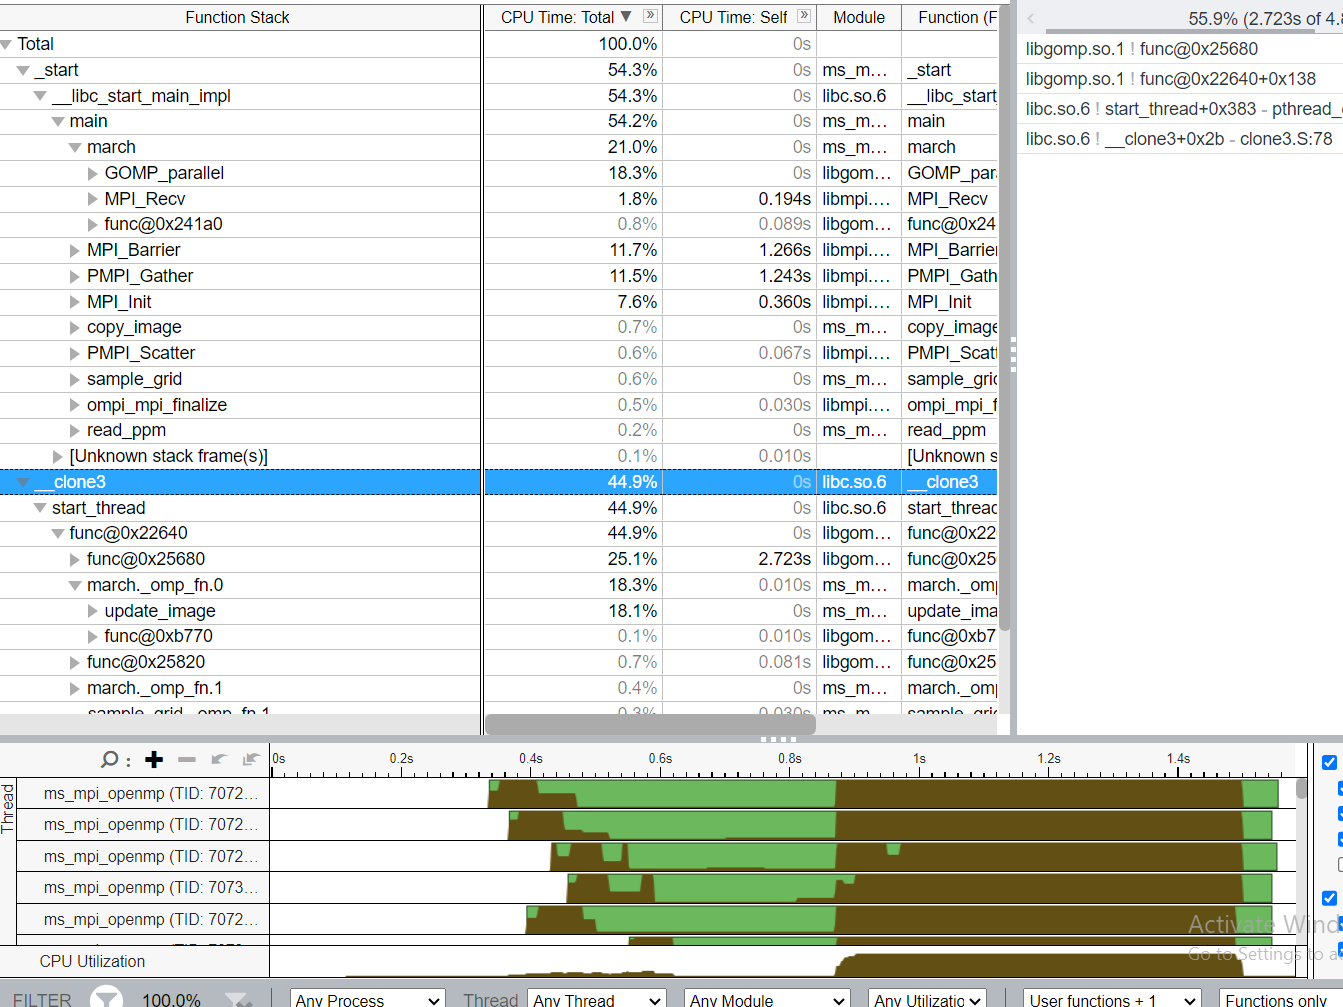 Function Stack CPU Time: Total CPU Time: Self Module Function (F
Total 100.0% 0s
_start 54.3% 0s ms_m… _start
__libc_start_main_impl 54.3% 0s libc.so.6 __libc_start
main 54.2% 0s ms_m… main
march 21.0% 0s ms_m… march
GOMP_parallel 18.3% 0s libgom… GOMP_par
MPI_Recv 1.8% 0.194s libmpi.… MPI_Recv
func@0x241a0 0.8% 0.089s libgom… func@0x24
MPI_Barrier 11.7% 1.266s libmpi.… MPI_Barrie
PMPI_Gather 11.5% 1.243s libmpi.… PMPI_Gath
MPI_Init 7.6% 0.360s libmpi.… MPI_Init
copy_image 0.7% 0s ms_m… copy_image
PMPI_Scatter 0.6% 0.067s libmpi.… PMPI_Scatt
sample_grid 0.6% 0s ms_m… sample_grid
ompi_mpi_finalize 0.5% 0.030s libmpi.… ompi_mpi_f
read_ppm 0.2% 0s ms_m… read_ppm
[Unknown stack frame(s)] 0.1% 0.010s [Unknown s
__clone3 44.9% 0s libc.so.6 __clone3
start_thread 44.9% 0s libc.so.6 start_threac
func@0x22640 44.9% 0s libgom… func@0x22
func@0x25680 25.1% 2.723s libgom… func@0x25
march._omp_fn.0 18.3% 0.010s ms_m… march._om
update_image 18.1% 0s ms_m… update_ima
func@0xb770 0.1% 0.010s libgom… func@0xb7
func@0x25820 0.7% 0.081s libgom… func@0x25
march._omp_fn.1 0.4% 0s ms_m… march._om
sample_grid._omp_fn.1 0.3% 0.030s ms_m… sample_gric
55.9% (2.723s of 4.8
libgomp.so.1 ! func@0x25680
libgomp.so.1 ! func@0x22640+0x138
libc.so.6 ! start_thread+0x383 - pthread_
libc.so.6 ! __clone3+0x2b - clone3.S:78
0s 0.2s 0.4s 0.6s 0.8s 1s 1.2s 1.4s
Thread
ms_mpi_openmp (TID: 7072…
ms_mpi_openmp (TID: 7072…
ms_mpi_openmp (TID: 7072…
ms_mpi_openmp (TID: 7073…
ms_mpi_openmp (TID: 7072…
CPU Utilization
Activate Wind
Go to Settings to a
FILTER 100.0% Any Process Thread Any Thread Any Module Any Utilizatio User functions + 1 Functions only